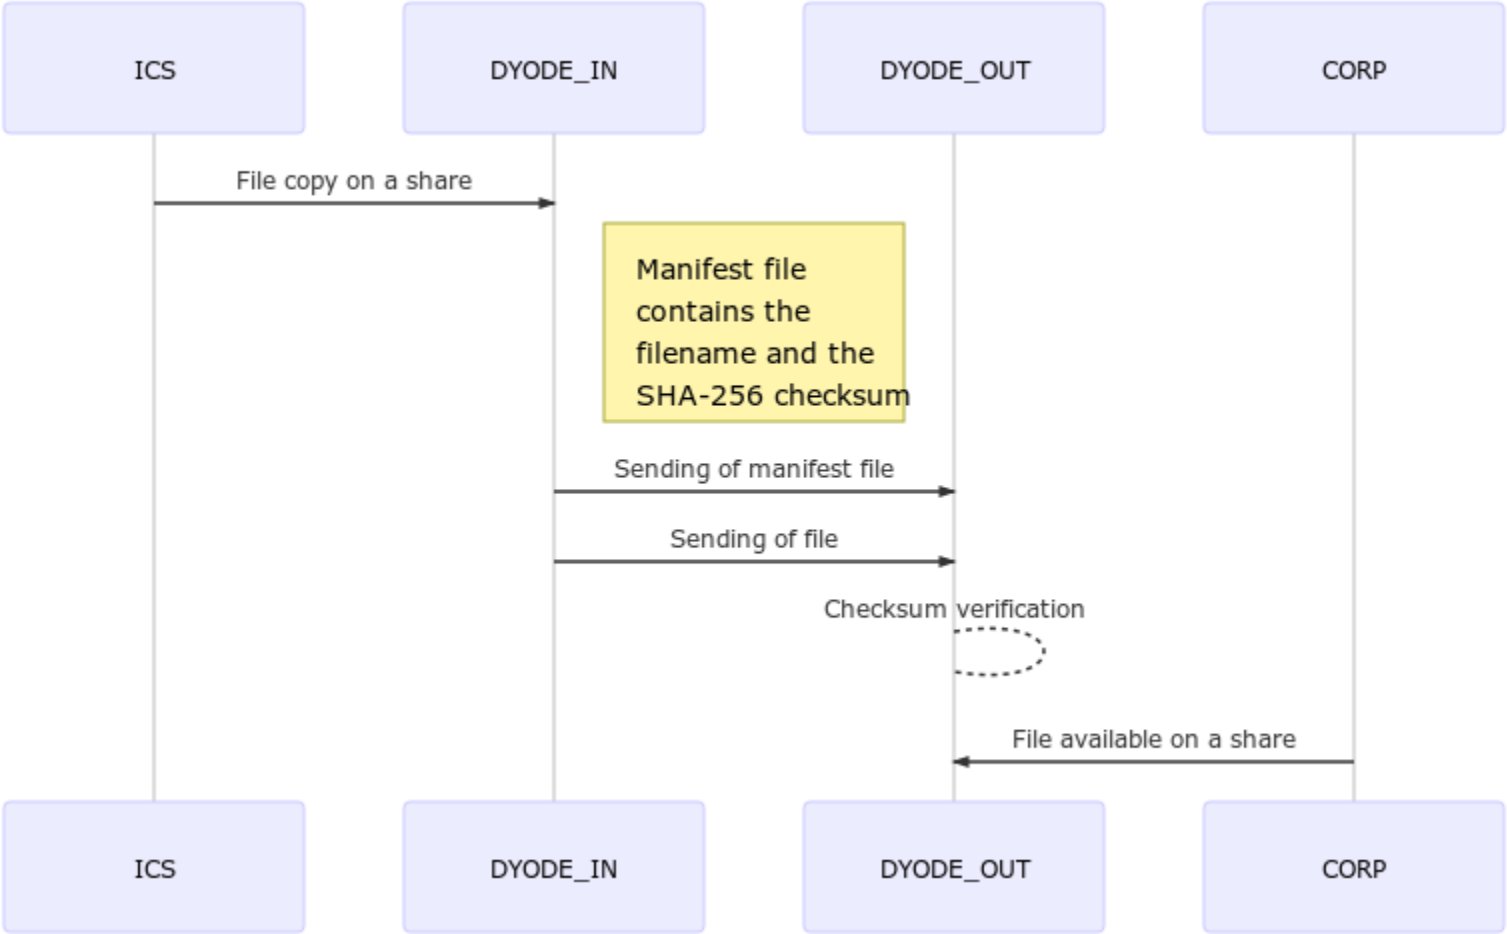 ICS
DYODE_IN
DYODE_OUT
CORP
File copy on a share
Manifest file
contains the
filename and the
SHA-256 checksum
Sending of manifest file
Sending of file
Checksum verification
File available on a share
ICS
DYODE_IN
DYODE_OUT
CORP